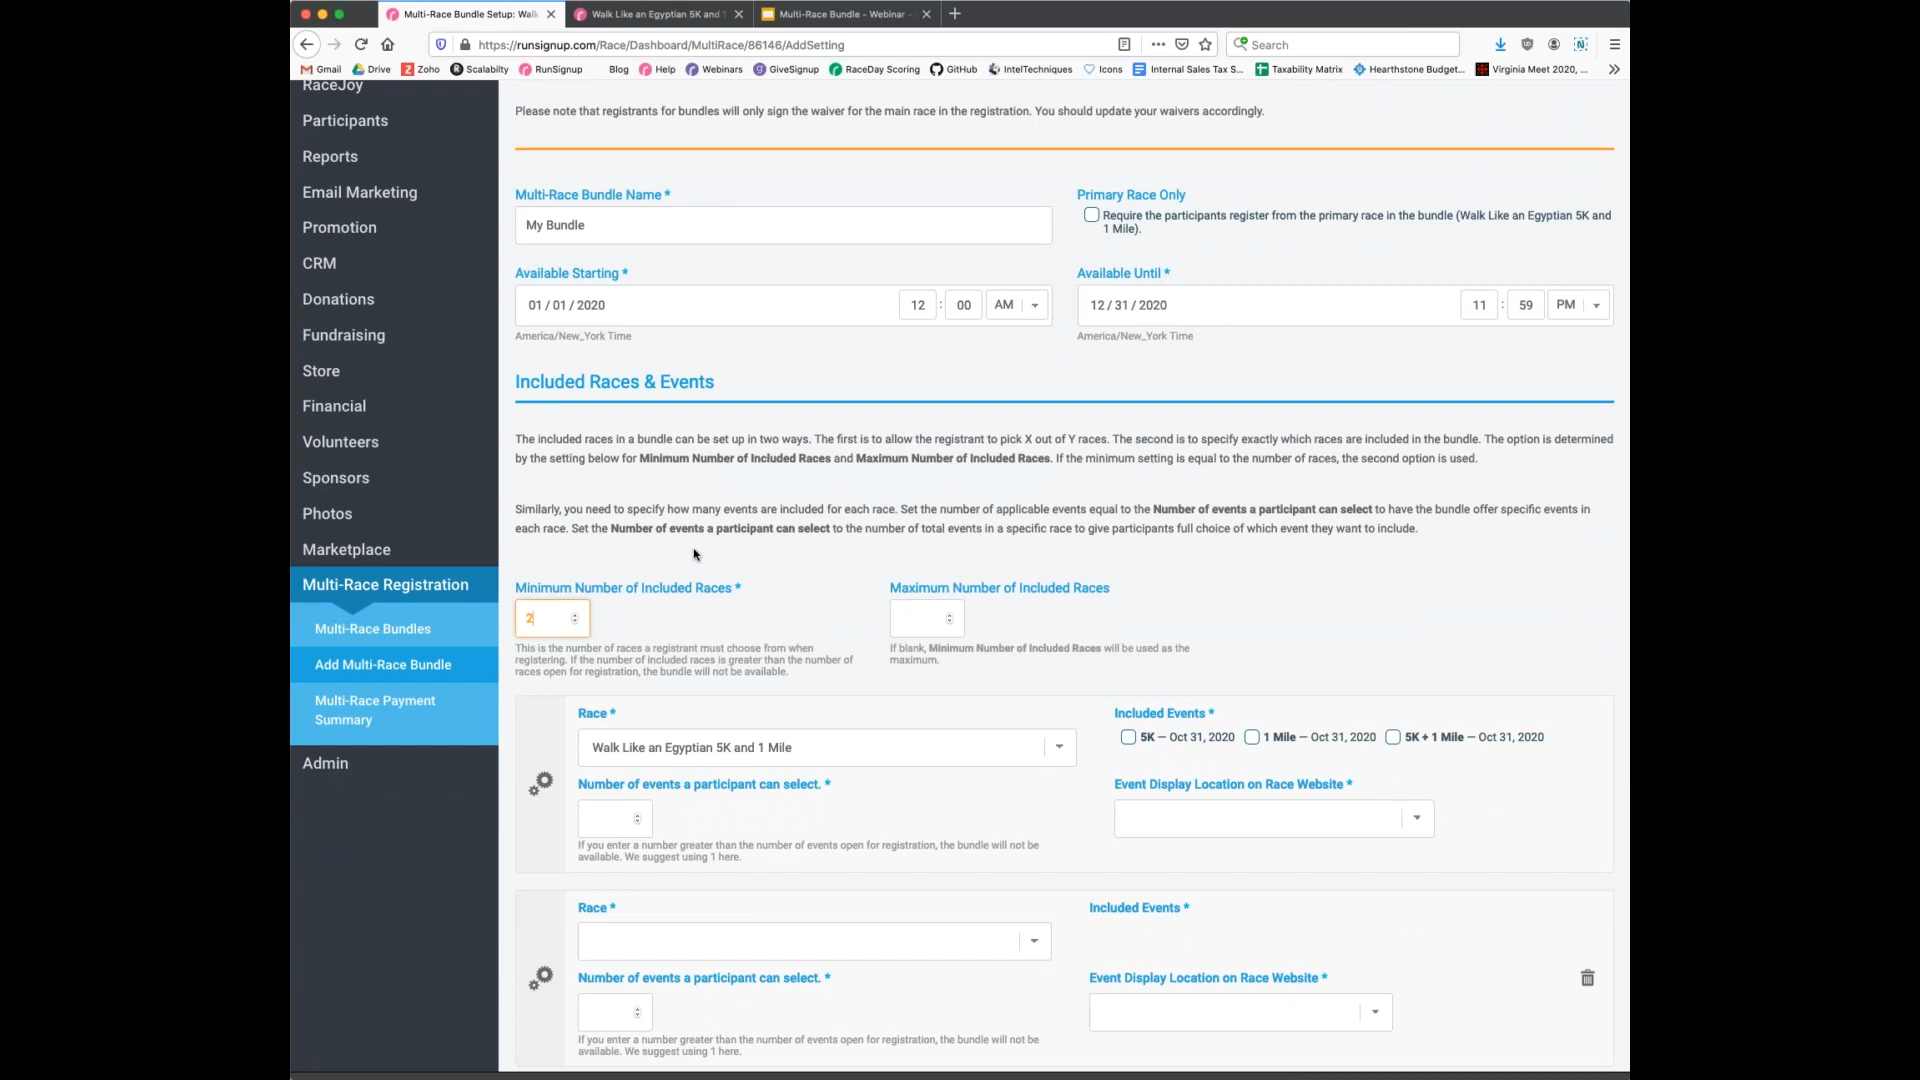 Multi-Race Bundle Setup: Walk
Walk Like an Egyptian 5K and 1
Multi-Race Bundle - Webinar -
https://runsignup.com/Race/Dashboard/MultiRace/86146/AddSetting
Search
Gmail Drive Zoho Scalabilty RunSignup Blog Help Webinars GiveSignup RaceDay Scoring GitHub IntelTechniques Icons Internal Sales Tax S... Taxability Matrix Hearthstone Budget... Virginia Meet 2020, ...
RaceJoy
Participants
Reports
Email Marketing
Promotion
CRM
Donations
Fundraising
Store
Financial
Volunteers
Sponsors
Photos
Marketplace
Multi-Race Registration
Multi-Race Bundles
Add Multi-Race Bundle
Multi-Race Payment
Summary
Admin
Please note that registrants for bundles will only sign the waiver for the main race in the registration. You should update your waivers accordingly.
Multi-Race Bundle Name *
My Bundle
Primary Race Only
Require the participants register from the primary race in the bundle (Walk Like an Egyptian 5K and
1 Mile).
Available Starting *
01 / 01 / 2020 12 : 00 AM
America/New_York Time
Available Until *
12 / 31 / 2020 11 : 59 PM
America/New_York Time
Included Races & Events
The included races in a bundle can be set up in two ways. The first is to allow the registrant to pick X out of Y races. The second is to specify exactly which races are included in the bundle. The option is determined
by the setting below for Minimum Number of Included Races and Maximum Number of Included Races. If the minimum setting is equal to the number of races, the second option is used.
Similarly, you need to specify how many events are included for each race. Set the number of applicable events equal to the Number of events a participant can select to have the bundle offer specific events in
each race. Set the Number of events a participant can select to the number of total events in a specific race to give participants full choice of which event they want to include.
Minimum Number of Included Races *
2
This is the number of races a registrant must choose from when
registering. If the number of included races is greater than the number of
races open for registration, the bundle will not be available.
Maximum Number of Included Races
If blank, Minimum Number of Included Races will be used as the
maximum.
Race *
Walk Like an Egyptian 5K and 1 Mile
Included Events *
5K — Oct 31, 2020 1 Mile — Oct 31, 2020 5K + 1 Mile — Oct 31, 2020
Number of events a participant can select. *
If you enter a number greater than the number of events open for registration, the bundle will not be
available. We suggest using 1 here.
Event Display Location on Race Website *
Race *
Included Events *
Number of events a participant can select. *
If you enter a number greater than the number of events open for registration, the bundle will not be
available. We suggest using 1 here.
Event Display Location on Race Website *